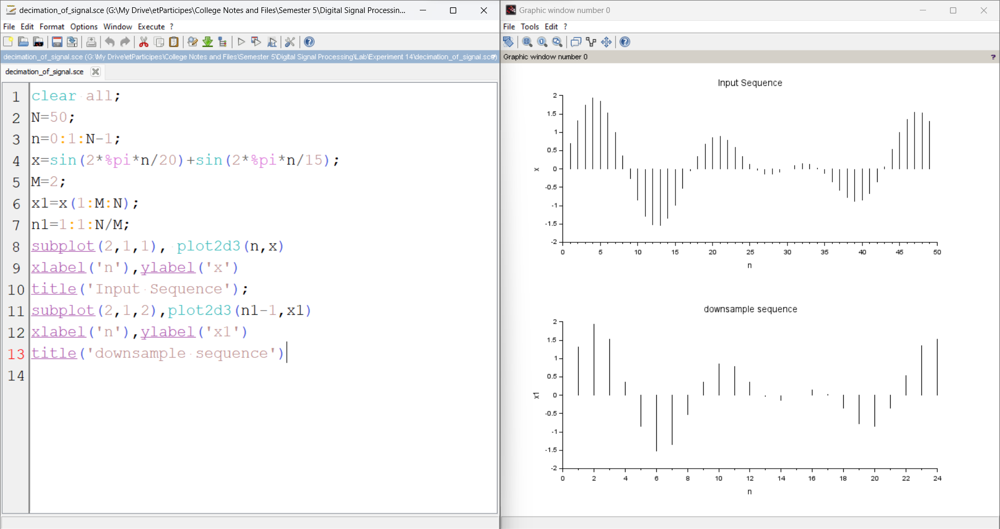 decimation_of_signal.sce (G:\My Drive\etParticipes\College Notes and Files\Semester 5\Digital Signal Processin...
File Edit Format Options Window Execute ?
decimation_of_signal.sce (G:\My Drive\etParticipes\College Notes and Files\Semester 5\Digital Signal Processing\Lab\Experiment 14\decimation_of_signal.sce)
decimation_of_signal.sce
1 clear all;
2 N=50;
3 n=0:1:N-1;
4 x=sin(2*%pi*n/20)+sin(2*%pi*n/15);
5 M=2;
6 x1=x(1:M:N);
7 n1=1:1:N/M;
8 subplot(2,1,1), plot2d3(n,x)
9 xlabel('n'),ylabel('x')
10 title('Input Sequence');
11 subplot(2,1,2),plot2d3(n1-1,x1)
12 xlabel('n'),ylabel('x1')
13 title('downsample sequence')
14
Graphic window number 0
File Tools Edit ?
Graphic window number 0 ?
Input Sequence
2
1.5
1
0.5
0
-0.5
-1
-1.5
-2
x
0 5 10 15 20 25 30 35 40 45 50
n
downsample sequence
2
1.5
1
0.5
0
-0.5
-1
-1.5
-2
x1
0 2 4 6 8 10 12 14 16 18 20 22 24
n